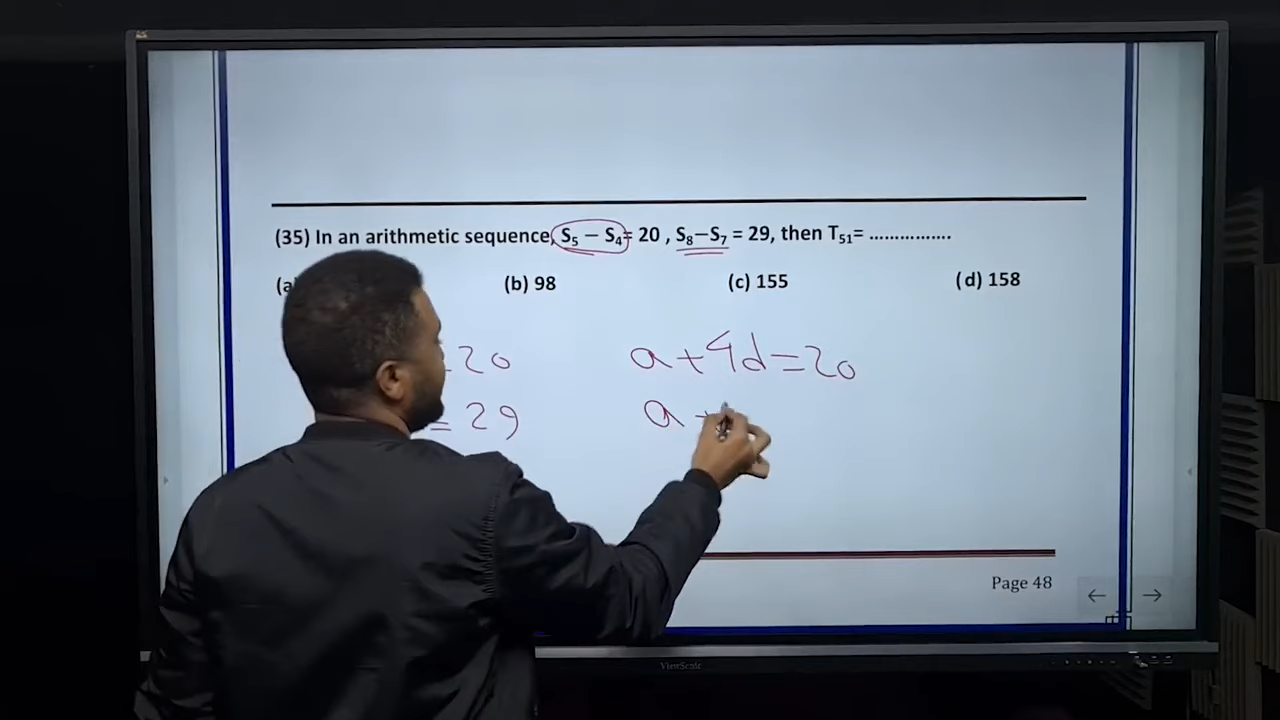 (35) In an arithmetic sequence, S₅ − S₄ = 20 , S₈−S₇ = 29, then T₅₁= ................
(b) 98 (c) 155 (d) 158
20 a+4d=20
= 29 a +
Page 48
← →
ViewSonic